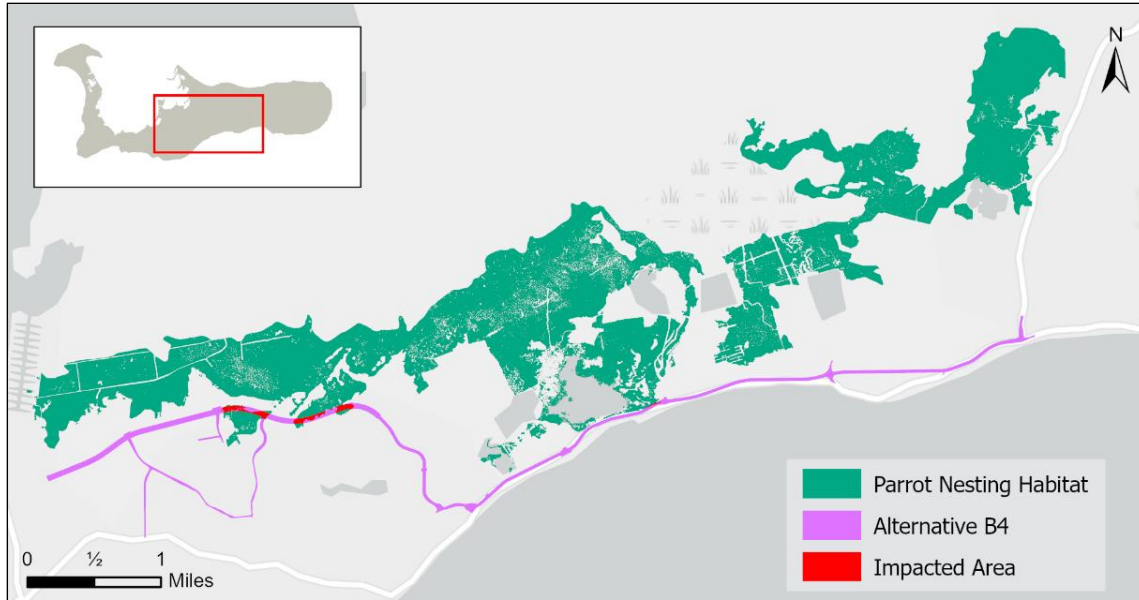 N
Parrot Nesting Habitat
Alternative B4
Impacted Area
0 ½ 1
Miles